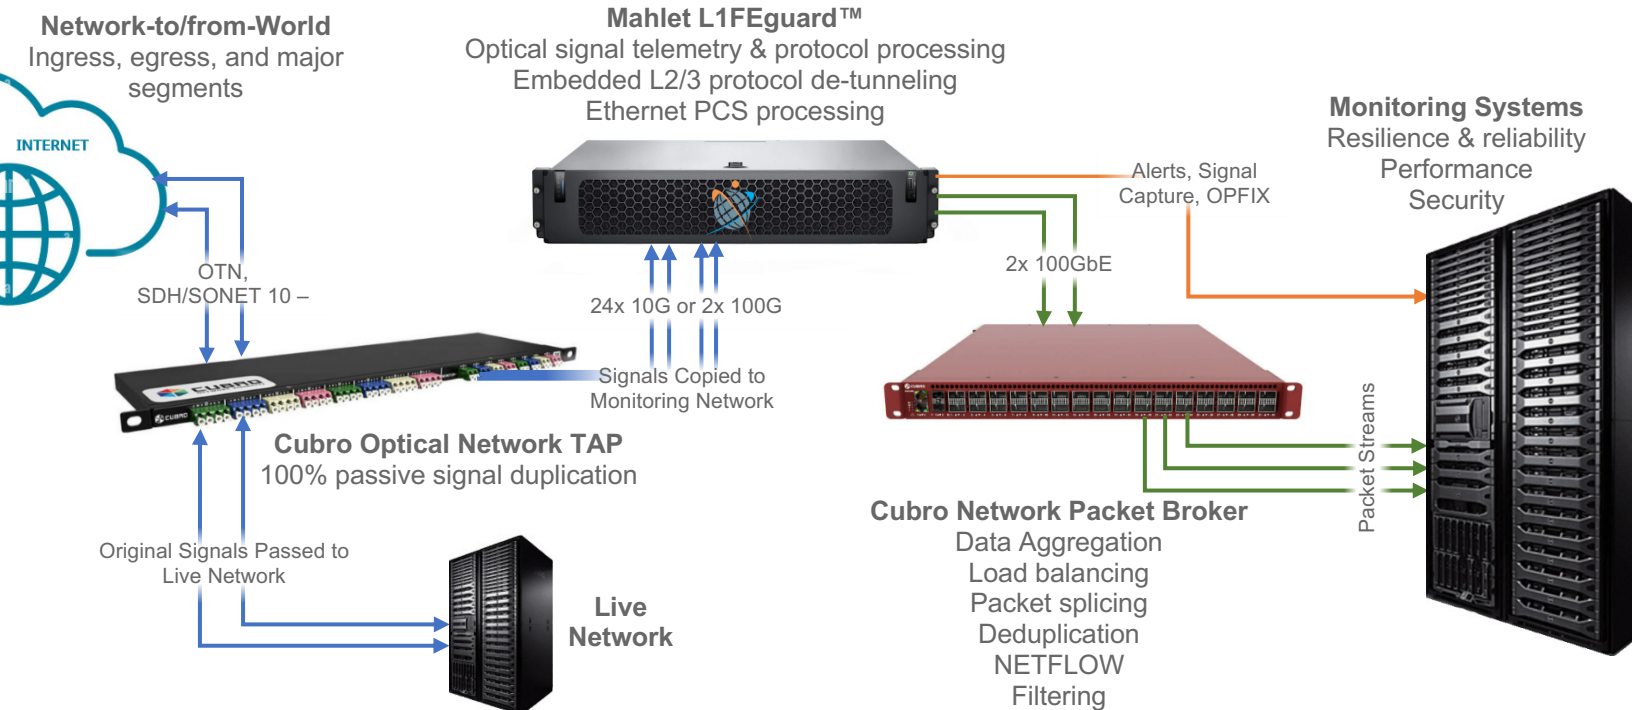 Network-to/from-World
Ingress, egress, and major
segments
INTERNET
Mahlet L1FEguard™
Optical signal telemetry & protocol processing
Embedded L2/3 protocol de-tunneling
Ethernet PCS processing
Monitoring Systems
Resilience & reliability
Performance
Security
Alerts, Signal
Capture, OPFIX
OTN,
SDH/SONET 10 –
24x 10G or 2x 100G
2x 100GbE
Signals Copied to
Monitoring Network
CUBRO
CUBRO
CUBRO
Cubro Optical Network TAP
100% passive signal duplication
Packet Streams
Original Signals Passed to
Live Network
Live
Network
Cubro Network Packet Broker
Data Aggregation
Load balancing
Packet splicing
Deduplication
NETFLOW
Filtering